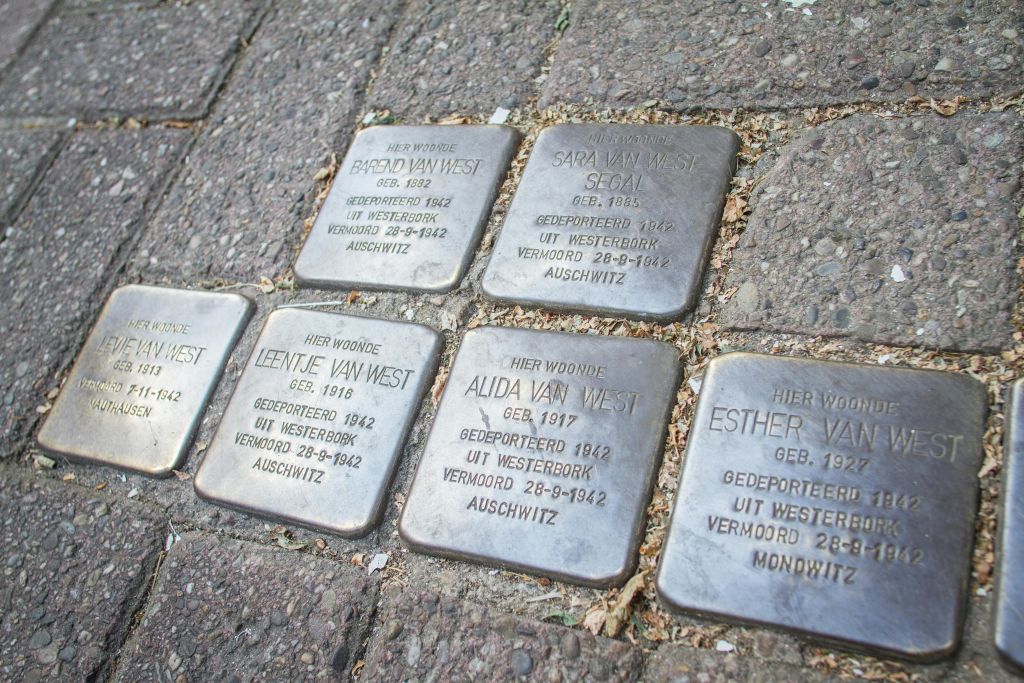 HIER WOONDE
BAREND VAN WEST
GEB. 1882
GEDEPORTEERD 1942
UIT WESTERBORK
VERMOORD 28-9-1942
AUSCHWITZ
HIER WOONDE
SARA VAN WEST
SEGAL
GEB. 1885
GEDEPORTEERD 1942
UIT WESTERBORK
VERMOORD 28-9-1942
AUSCHWITZ
HIER WOONDE
LEVIE VAN WEST
GEB. 1913
VERMOORD 7-11-1942
MAUTHAUSEN
HIER WOONDE
LEENTJE VAN WEST
GEB. 1916
GEDEPORTEERD 1942
UIT WESTERBORK
VERMOORD 28-9-1942
AUSCHWITZ
HIER WOONDE
ALIDA VAN WEST
GEB. 1917
GEDEPORTEERD 1942
UIT WESTERBORK
VERMOORD 28-9-1942
AUSCHWITZ
HIER WOONDE
ESTHER VAN WEST
GEB. 1927
GEDEPORTEERD 1942
UIT WESTERBORK
VERMOORD 28-9-1942
MONOWITZ